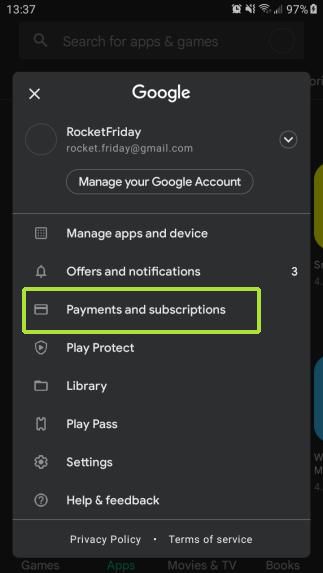 13:37
97%
Search for apps & games
Google
RocketFriday
rocket.friday@gmail.com
Manage your Google Account
Manage apps and device
Offers and notifications 3
Payments and subscriptions
Play Protect
Library
Play Pass
Settings
Help & feedback
Privacy Policy • Terms of service
Games Apps Movies & TV Books